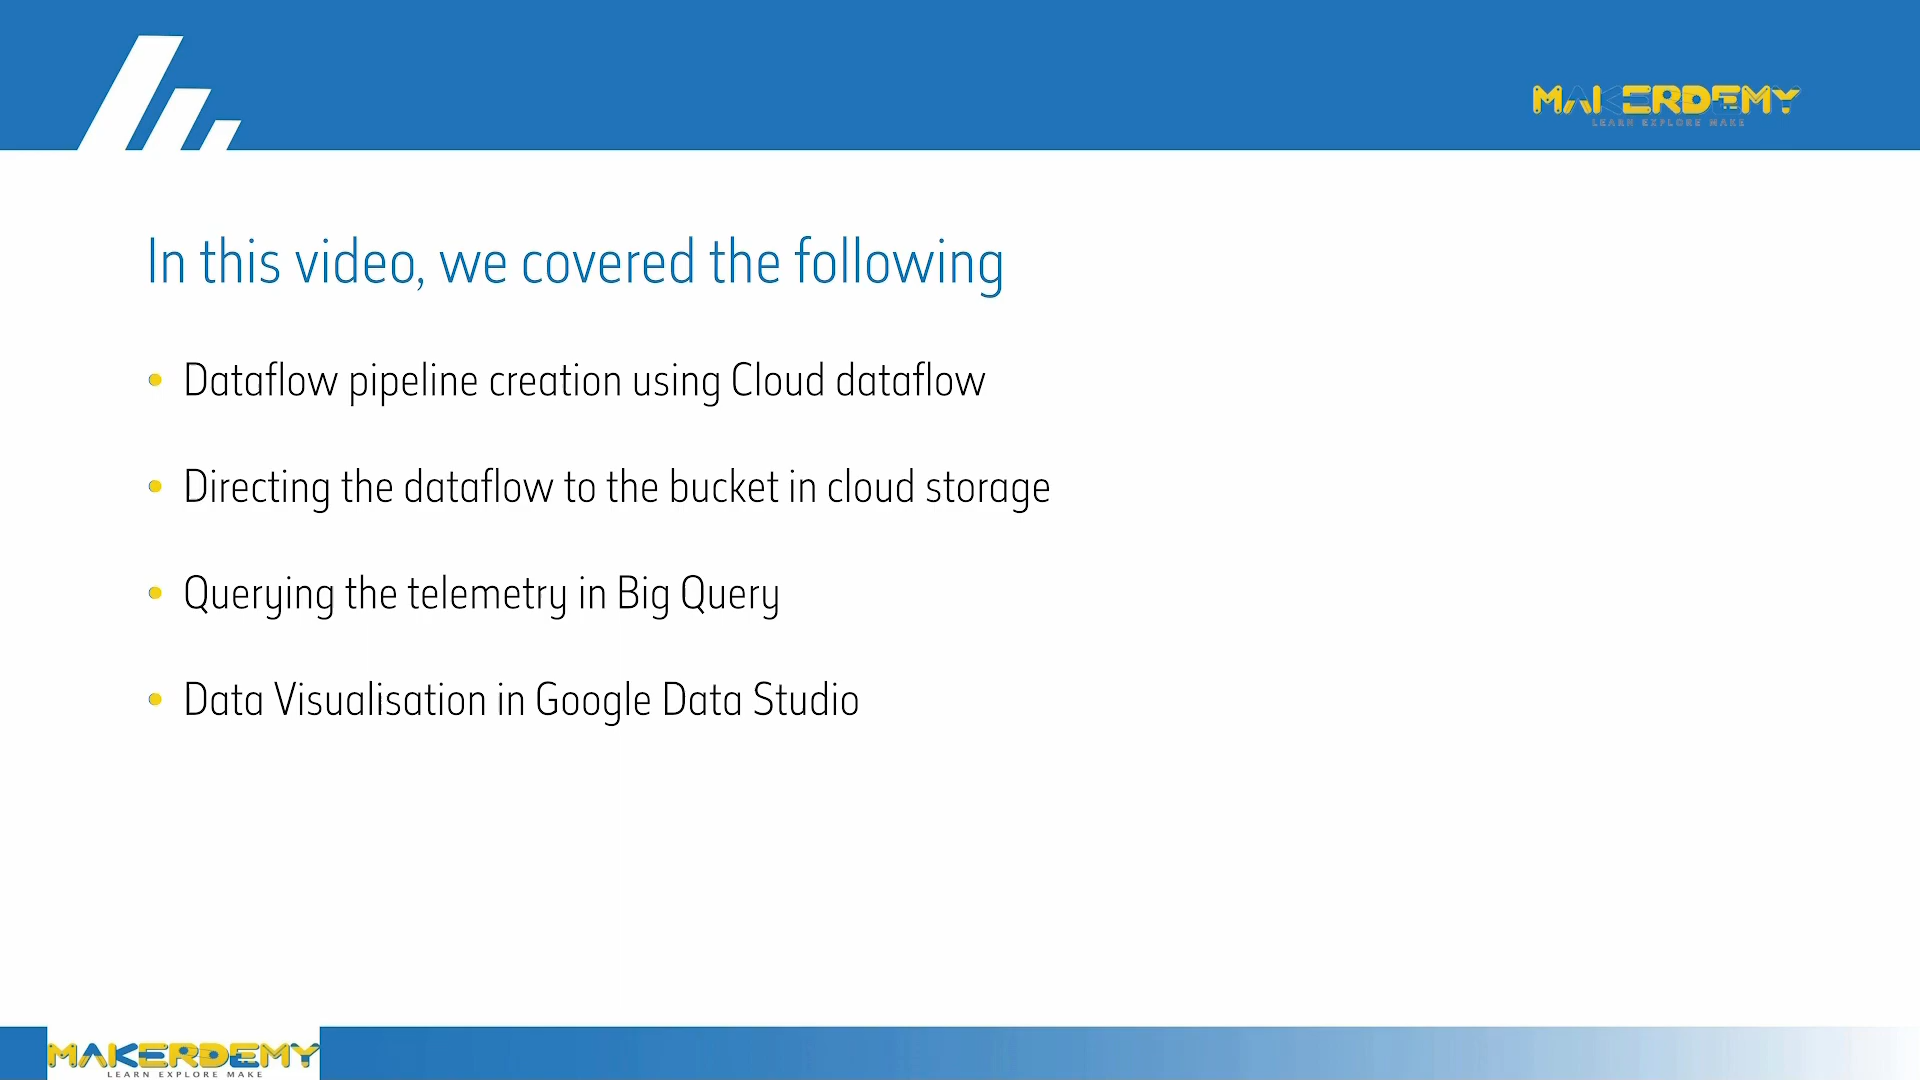 MAKERDEMY
LEARN EXPLORE MAKE
In this video, we covered the following
• Dataflow pipeline creation using Cloud dataflow
• Directing the dataflow to the bucket in cloud storage
• Querying the telemetry in Big Query
• Data Visualisation in Google Data Studio
MAKERDEMY
LEARN EXPLORE MAKE